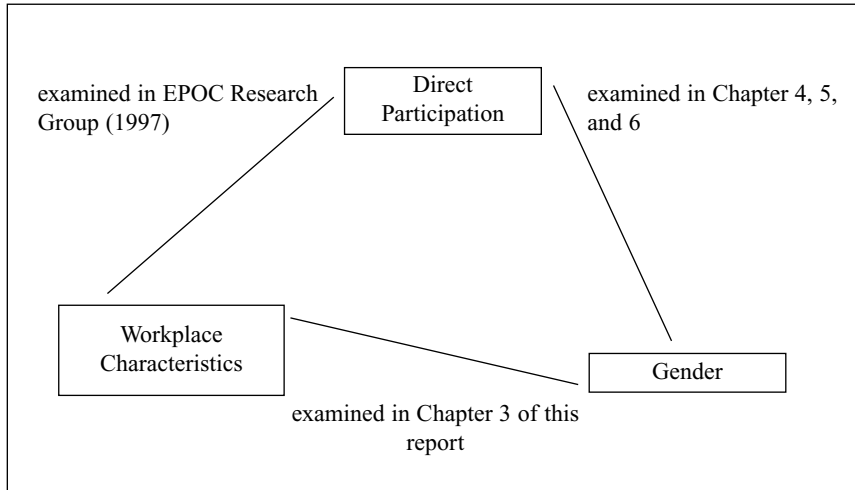 examined in EPOC Research
Group (1997)
Direct
Participation
examined in Chapter 4, 5,
and 6
Workplace
Characteristics
Gender
examined in Chapter 3 of this
report